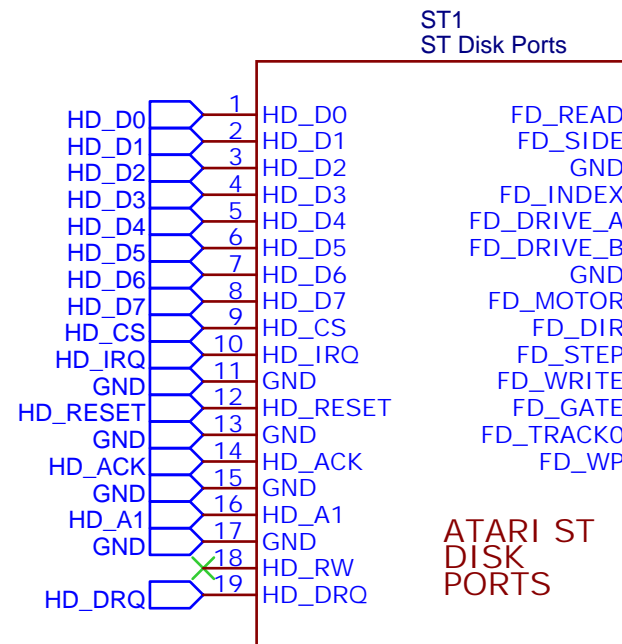 ST1
ST Disk Ports
HD_D0 1 HD_D0 FD_READ
HD_D1 2 HD_D1 FD_SIDE
HD_D2 3 HD_D2 GND
HD_D3 4 HD_D3 FD_INDEX
HD_D4 5 HD_D4 FD_DRIVE_A
HD_D5 6 HD_D5 FD_DRIVE_B
HD_D6 7 HD_D6 GND
HD_D7 8 HD_D7 FD_MOTOR
HD_CS 9 HD_CS FD_DIR
HD_IRQ 10 HD_IRQ FD_STEP
GND 11 GND FD_WRITE
HD_RESET 12 HD_RESET FD_GATE
GND 13 GND FD_TRACK0
HD_ACK 14 HD_ACK FD_WP
GND 15 GND
HD_A1 16 HD_A1
GND 17 GND
18 HD_RW
HD_DRQ 19 HD_DRQ
ATARI ST
DISK
PORTS